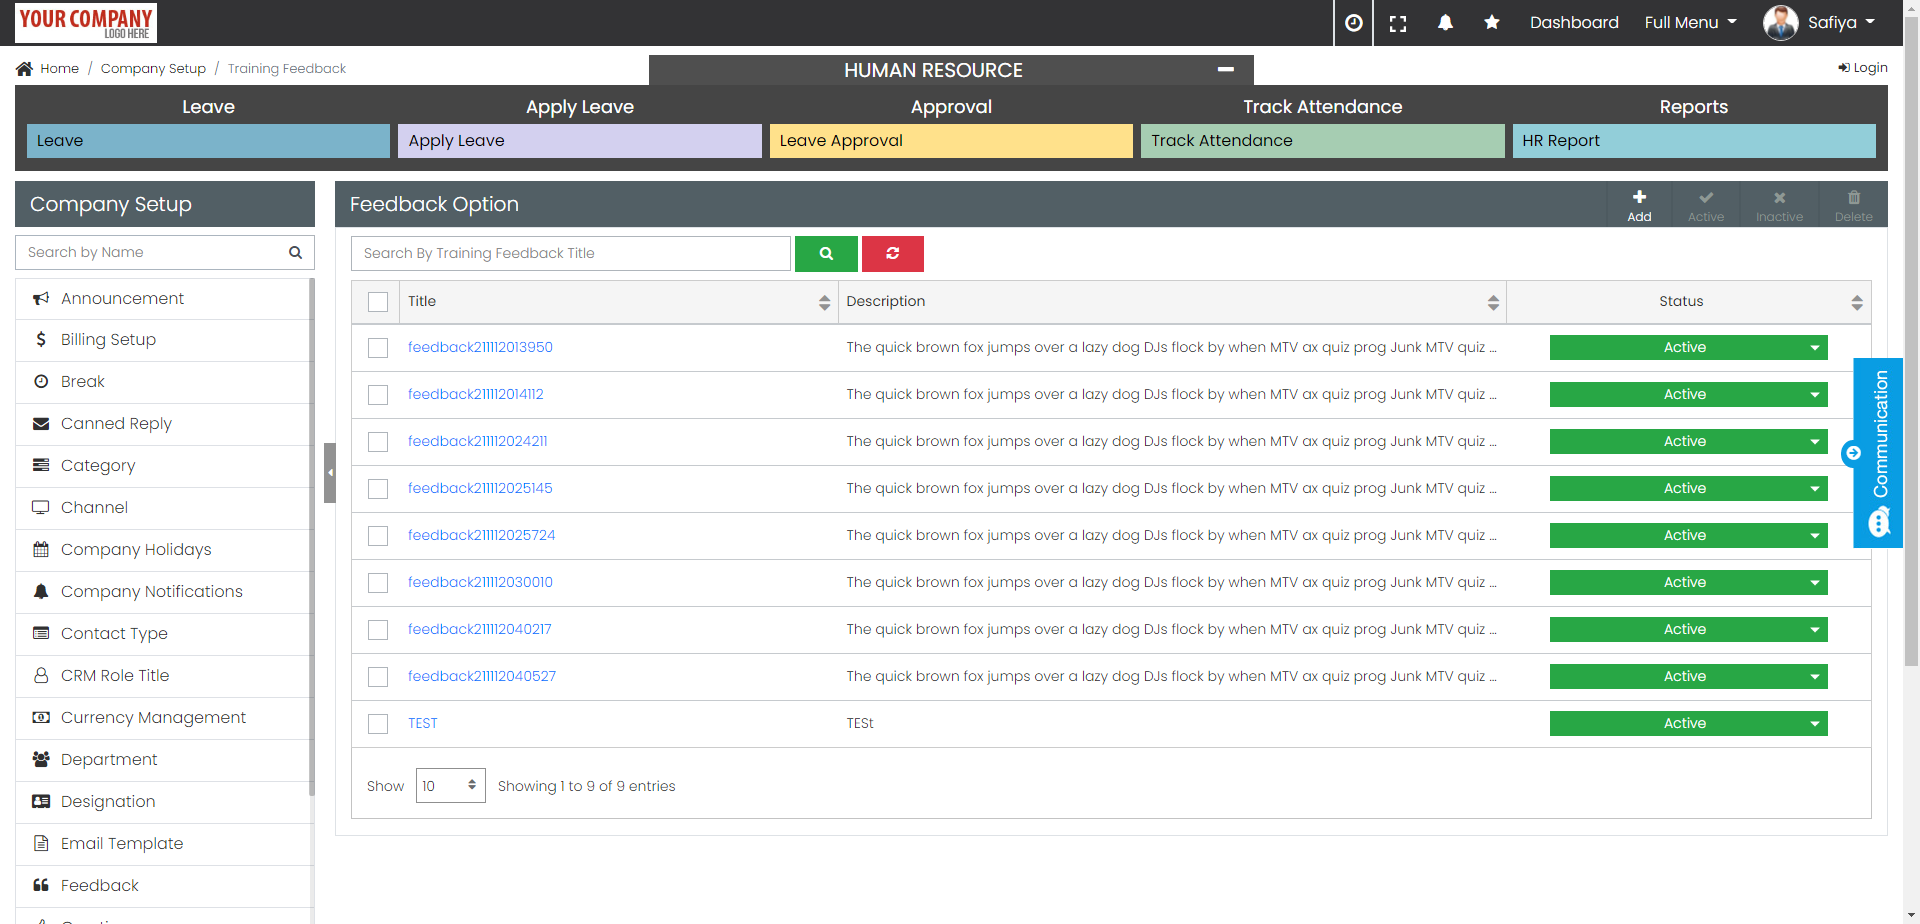 YOUR COMPANY
LOGO HERE
Dashboard
Full Menu
Safiya
Home / Company Setup / Training Feedback
HUMAN RESOURCE
Login
Leave
Apply Leave
Approval
Track Attendance
Reports
Leave
Apply Leave
Leave Approval
Track Attendance
HR Report
Company Setup
Search by Name
Announcement
Billing Setup
Break
Canned Reply
Category
Channel
Company Holidays
Company Notifications
Contact Type
CRM Role Title
Currency Management
Department
Designation
Email Template
Feedback
Feedback Option
Add
Active
Inactive
Delete
Search By Training Feedback Title
Title Description Status
feedback211112013950 The quick brown fox jumps over a lazy dog DJs flock by when MTV ax quiz prog Junk MTV quiz ... Active
feedback211112014112 The quick brown fox jumps over a lazy dog DJs flock by when MTV ax quiz prog Junk MTV quiz ... Active
feedback211112024211 The quick brown fox jumps over a lazy dog DJs flock by when MTV ax quiz prog Junk MTV quiz ... Active
feedback211112025145 The quick brown fox jumps over a lazy dog DJs flock by when MTV ax quiz prog Junk MTV quiz ... Active
feedback211112025724 The quick brown fox jumps over a lazy dog DJs flock by when MTV ax quiz prog Junk MTV quiz ... Active
feedback211112030010 The quick brown fox jumps over a lazy dog DJs flock by when MTV ax quiz prog Junk MTV quiz ... Active
feedback211112040217 The quick brown fox jumps over a lazy dog DJs flock by when MTV ax quiz prog Junk MTV quiz ... Active
feedback211112040527 The quick brown fox jumps over a lazy dog DJs flock by when MTV ax quiz prog Junk MTV quiz ... Active
TEST TESt Active
Show 10 Showing 1 to 9 of 9 entries
Communication